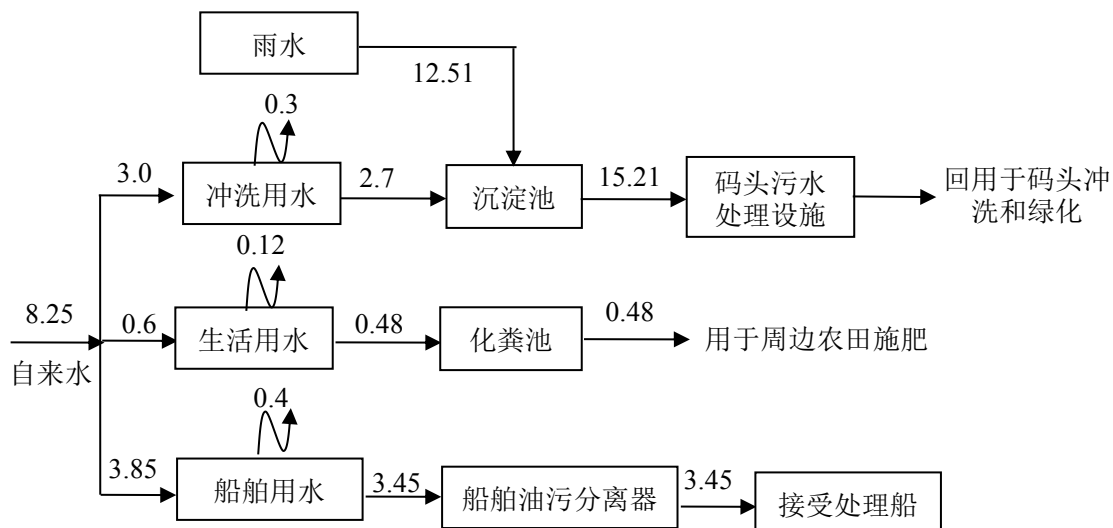 雨水
12.51
0.3
3.0
冲洗用水
2.7
沉淀池
15.21
码头污水
处理设施
回用于码头冲
洗和绿化
0.12
8.25
自来水
0.6
生活用水
0.48
化粪池
0.48
用于周边农田施肥
0.4
3.85
船舶用水
3.45
船舶油污分离器
3.45
接受处理船